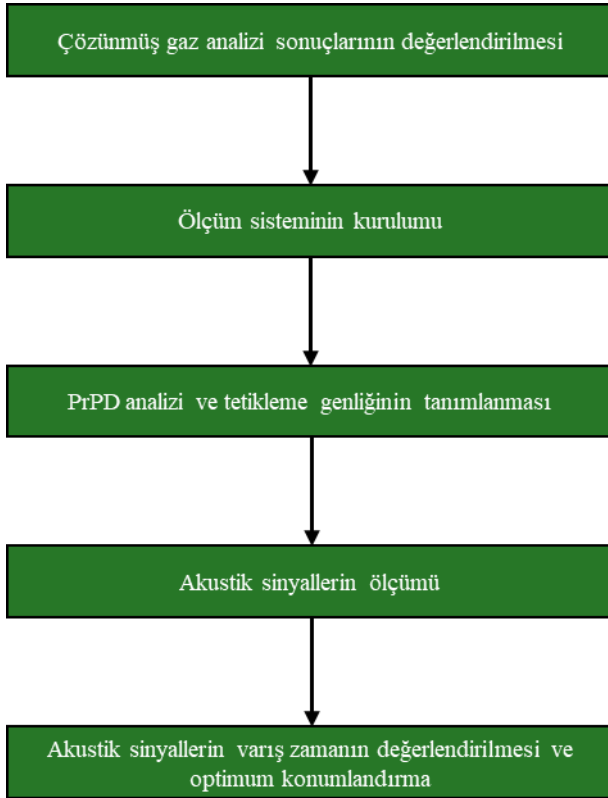 Çözünmüş gaz analizi sonuçlarının değerlendirilmesi
Ölçüm sisteminin kurulumu
PrPD analizi ve tetikleme genliğinin tanımlanması
Akustik sinyallerin ölçümü
Akustik sinyallerin varış zamanın değerlendirilmesi ve
optimum konumlandırma